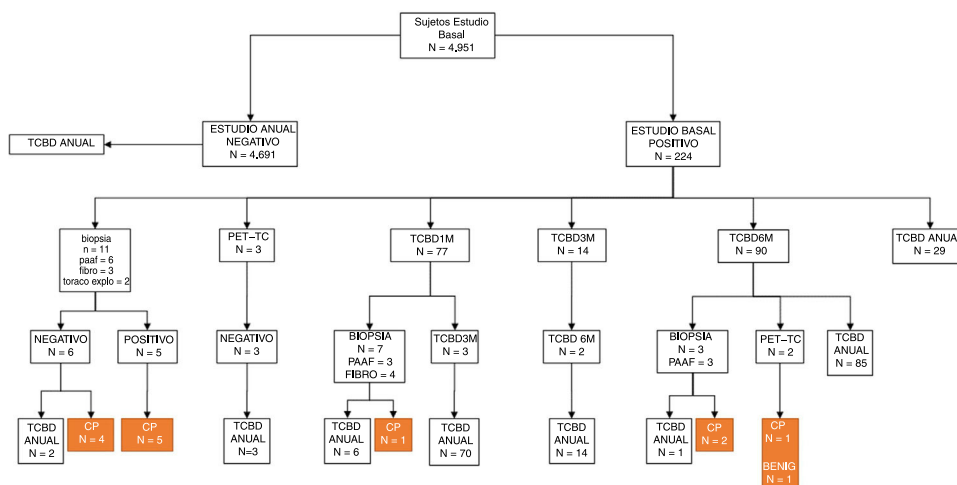 Sujetos Estudio
Basal
N = 4.951
TCBD ANUAL
ESTUDIO ANUAL
NEGATIVO
N = 4.691
ESTUDIO BASAL
POSITIVO
N = 224
biopsia
n = 11
paaf = 6
fibro = 3
toraco explo = 2
PET–TC
N = 3
TCBD1M
N = 77
TCBD3M
N = 14
TCBD6M
N = 90
TCBD ANUAL
N = 29
NEGATIVO
N = 6
POSITIVO
N = 5
NEGATIVO
N = 3
BIOPSIA
N = 7
PAAF = 3
FIBRO = 4
TCBD3M
N = 3
TCBD 6M
N = 2
BIOPSIA
N = 3
PAAF = 3
PET–TC
N = 2
TCBD
ANUAL
N = 85
TCBD
ANUAL
N = 2
CP
N = 4
CP
N = 5
TCBD
ANUAL
N=3
TCBD
ANUAL
N = 6
CP
N = 1
TCBD
ANUAL
N = 70
TCBD
ANUAL
N = 14
TCBD
ANUAL
N = 1
CP
N = 2
CP
N = 1
BENIG
N = 1